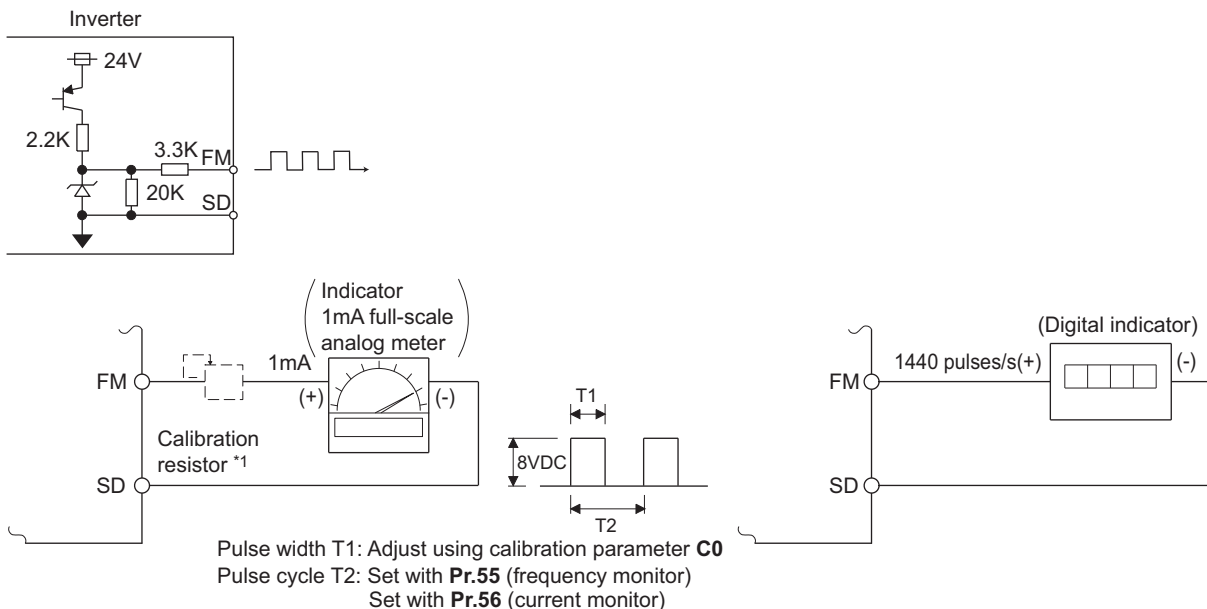 Inverter
24V
2.2K
3.3K
FM
20K
SD
Indicator
1mA full-scale
analog meter
1mA
FM
(+)
(-)
Calibration
resistor *1
SD
T1
8VDC
T2
(Digital indicator)
1440 pulses/s(+)
(-)
FM
SD
Pulse width T1: Adjust using calibration parameter C0
Pulse cycle T2: Set with Pr.55 (frequency monitor)
Set with Pr.56 (current monitor)